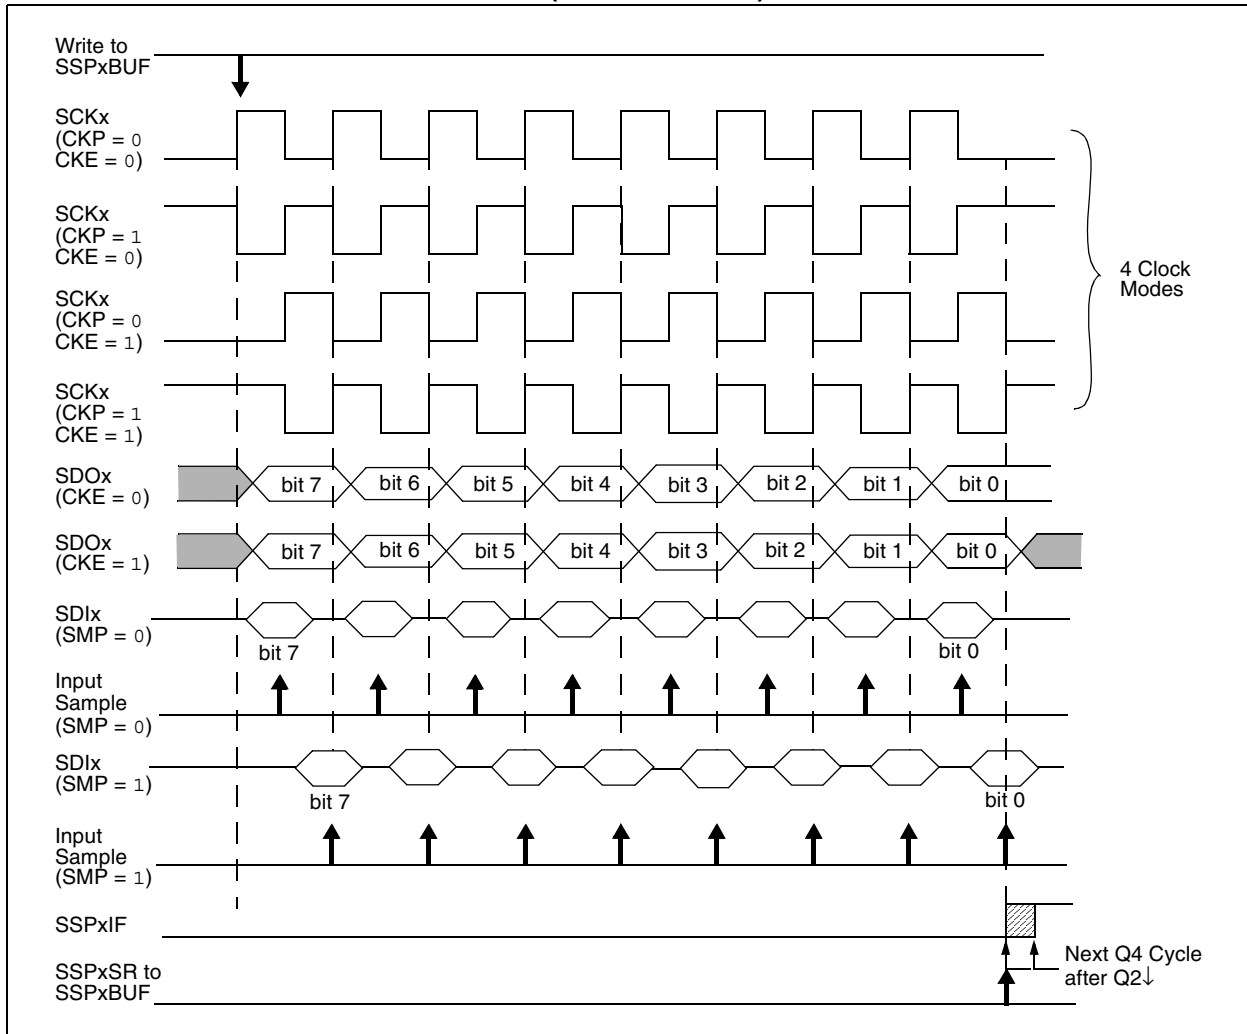 Write to
SSPxBUF
SCKx
(CKP = 0
CKE = 0)
SCKx
(CKP = 1
CKE = 0)
SCKx
(CKP = 0
CKE = 1)
SCKx
(CKP = 1
CKE = 1)
4 Clock
Modes
SDOx
(CKE = 0)
bit 7 bit 6 bit 5 bit 4 bit 3 bit 2 bit 1 bit 0
SDOx
(CKE = 1)
bit 7 bit 6 bit 5 bit 4 bit 3 bit 2 bit 1 bit 0
SDIx
(SMP = 0)
bit 7 bit 0
Input
Sample
(SMP = 0)
SDIx
(SMP = 1)
bit 7 bit 0
Input
Sample
(SMP = 1)
SSPxIF
SSPxSR to
SSPxBUF
Next Q4 Cycle
after Q2↓